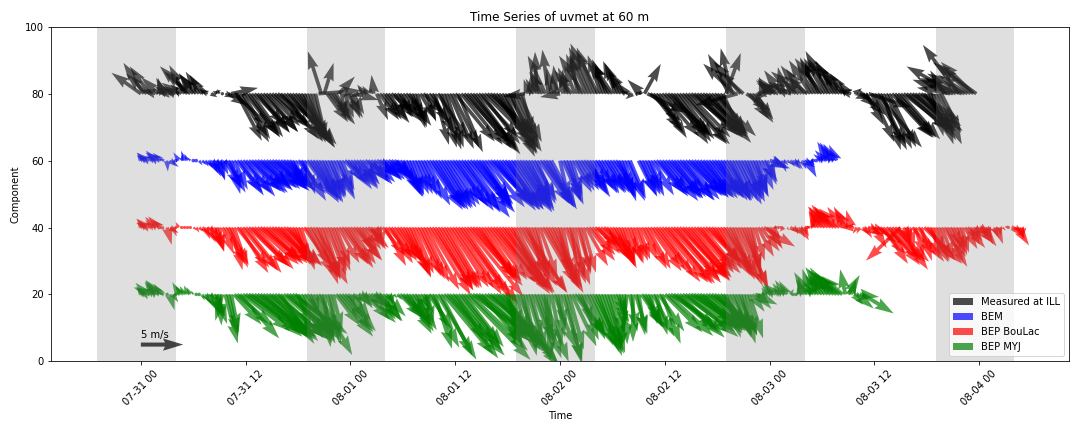 Time Series of uvmet at 60 m
Component
100
80
60
40
20
0
5 m/s
Measured at ILL
BEM
BEP BouLac
BEP MYJ
07-31 00
07-31 12
08-01 00
08-01 12
08-02 00
08-02 12
08-03 00
08-03 12
08-04 00
Time